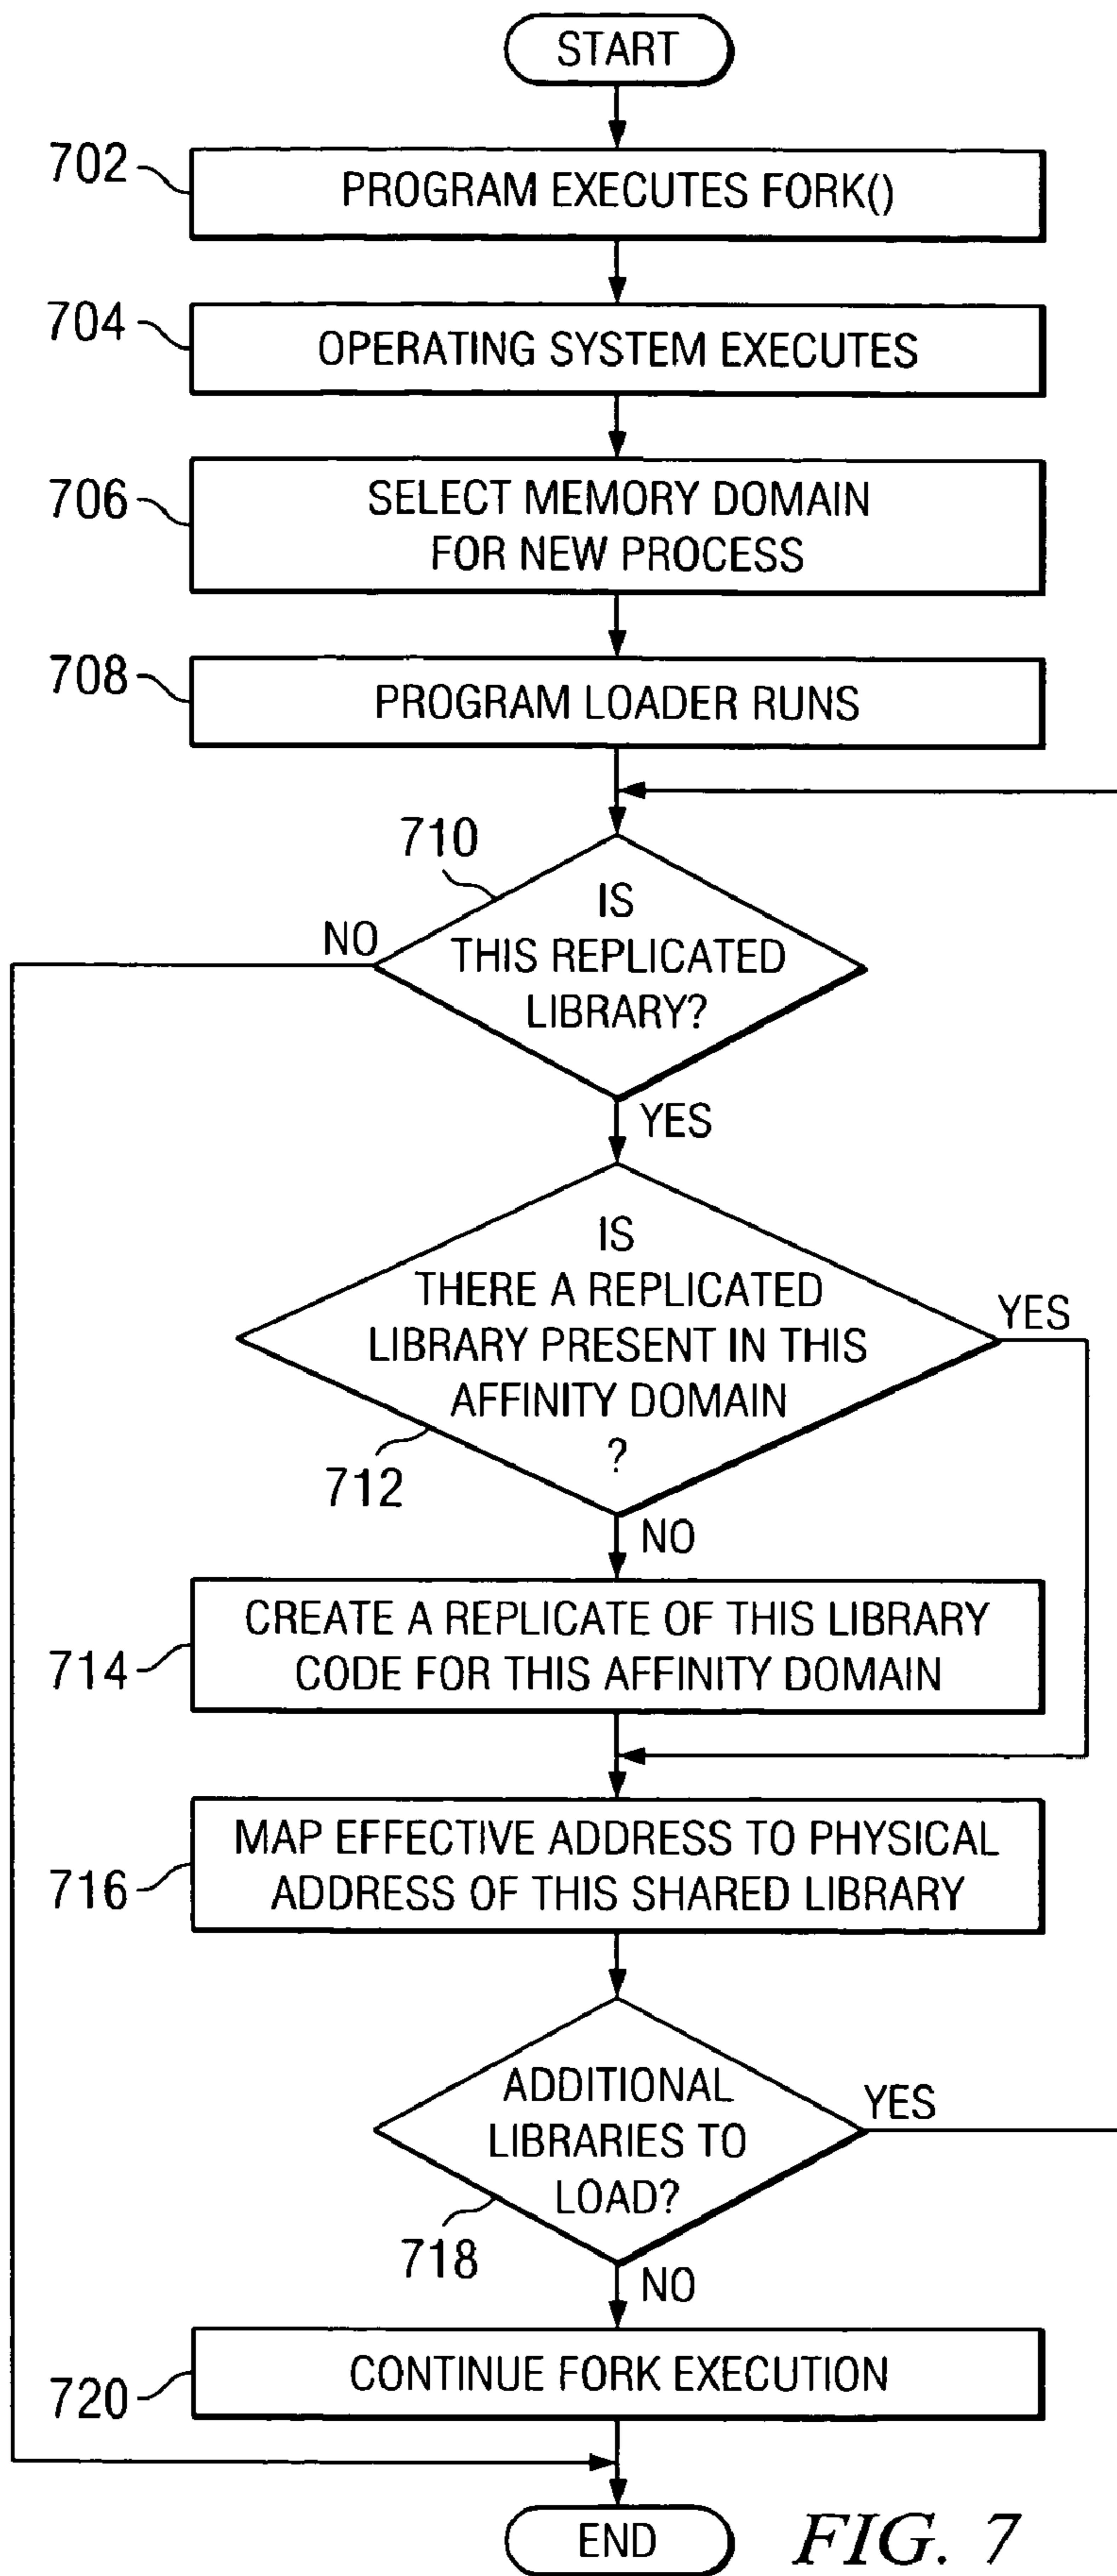 START
702
PROGRAM EXECUTES FORK()
704
OPERATING SYSTEM EXECUTES
706
SELECT MEMORY DOMAIN
FOR NEW PROCESS
708
PROGRAM LOADER RUNS
710
NO
IS
THIS REPLICATED
LIBRARY?
YES
IS
THERE A REPLICATED
LIBRARY PRESENT IN THIS
AFFINITY DOMAIN
?
YES
712
NO
714
CREATE A REPLICATE OF THIS LIBRARY
CODE FOR THIS AFFINITY DOMAIN
716
MAP EFFECTIVE ADDRESS TO PHYSICAL
ADDRESS OF THIS SHARED LIBRARY
ADDITIONAL
LIBRARIES TO
LOAD?
YES
718
NO
720
CONTINUE FORK EXECUTION
END
FIG. 7